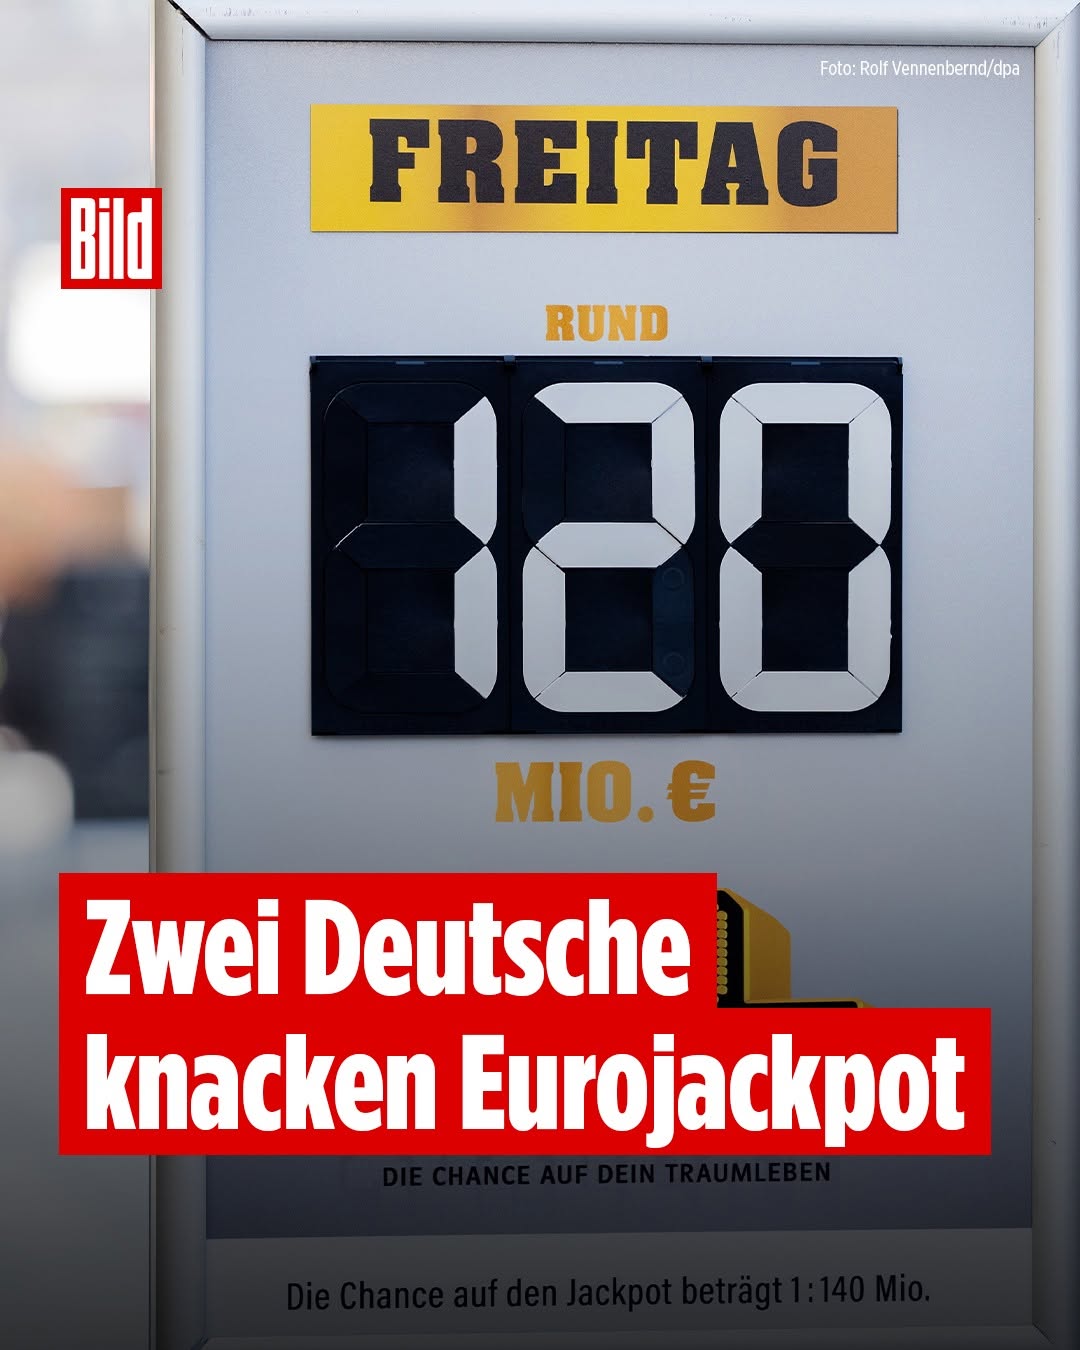 Foto: Rolf Vennenbernd/dpa
FREITAG
Bild
RUND
120
MIO. €
Zwei Deutsche
knacken Eurojackpot
DIE CHANCE AUF DEIN TRAUMLEBEN
Die Chance auf den Jackpot beträgt 1:140 Mio.